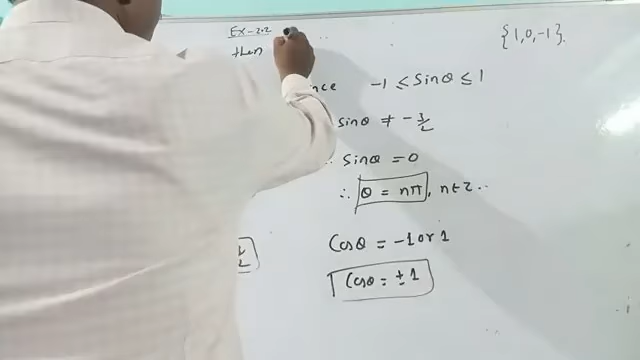 Ex-2.2
then
{1, 0, -1}.
nce -1 ≤ Sinθ ≤ 1
sinθ ≠ -3/2
∴ sinθ = 0
∴ θ = nπ, n∈Z..
Cosθ = -1 or 1
Cosθ = ± 1